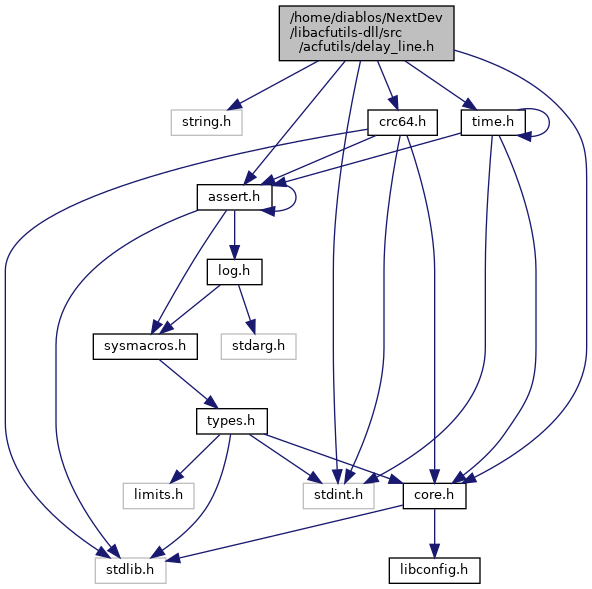 /home/diablos/NextDev
/libacfutils-dll/src
/acfutils/delay_line.h
string.h
crc64.h
time.h
assert.h
log.h
sysmacros.h
stdarg.h
types.h
limits.h
stdint.h
core.h
stdlib.h
libconfig.h